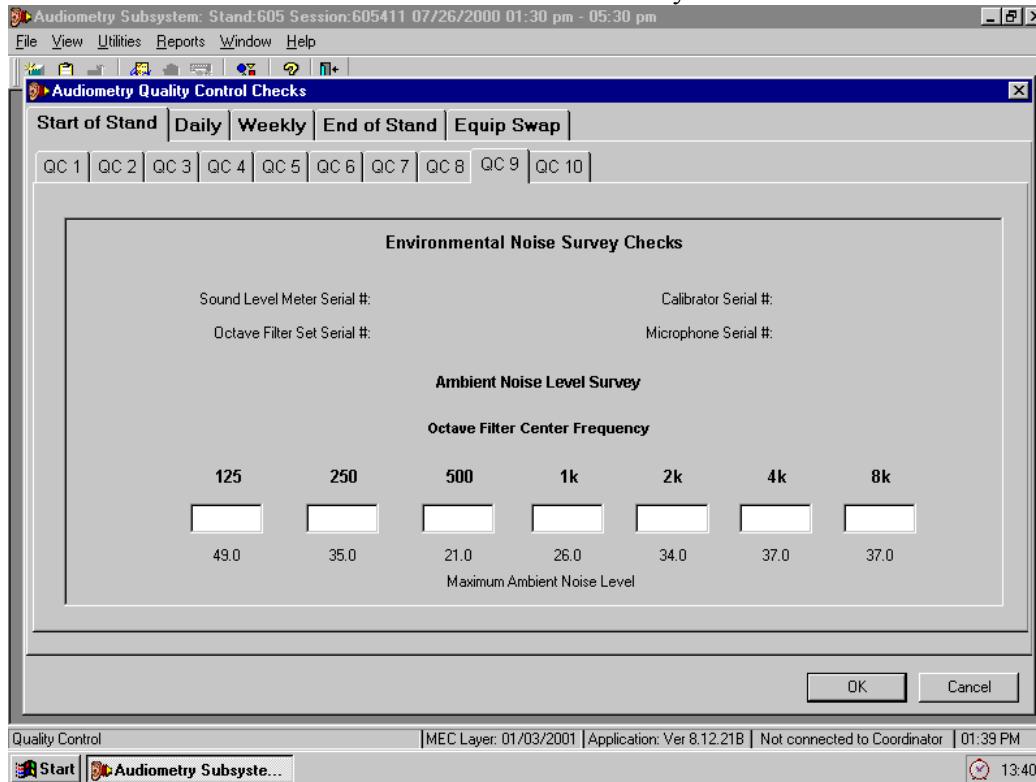 Audiometry Subsystem: Stand:605 Session:605411 07/26/2000 01:30 pm - 05:30 pm
File View Utilities Reports Window Help
Audiometry Quality Control Checks
Start of Stand Daily Weekly End of Stand Equip Swap
QC 1 QC 2 QC 3 QC 4 QC 5 QC 6 QC 7 QC 8 QC 9 QC 10
Environmental Noise Survey Checks
Sound Level Meter Serial #: Calibrator Serial #:
Octave Filter Set Serial #: Microphone Serial #:
Ambient Noise Level Survey
Octave Filter Center Frequency
125 250 500 1k 2k 4k 8k
49.0 35.0 21.0 26.0 34.0 37.0 37.0
Maximum Ambient Noise Level
OK Cancel
Quality Control MEC Layer: 01/03/2001 Application: Ver 8.12.21B Not connected to Coordinator 01:39 PM
Start Audiometry Subsyste... 13:40